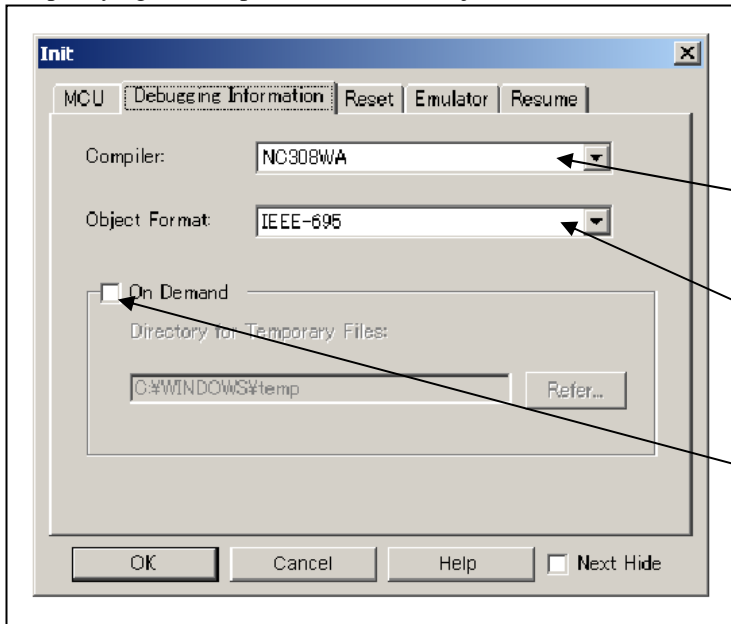 Init
MCU Debugging Information Reset Emulator Resume
Compiler: NC308WA
Object Format: IEEE-695
On Demand
Directory for Temporary Files:
C:¥WINDOWS¥temp Refer...
OK Cancel Help Next Hide